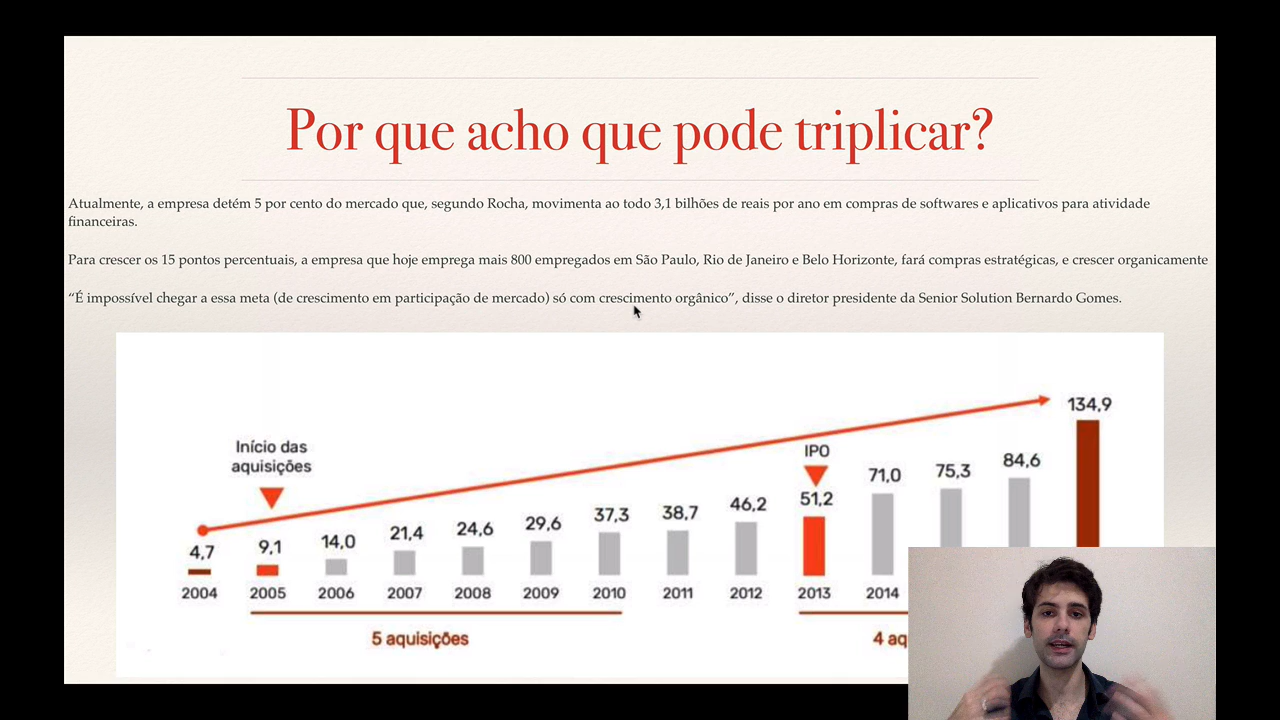 Por que acho que pode triplicar?
Atualmente, a empresa detém 5 por cento do mercado que, segundo Rocha, movimenta ao todo 3,1 bilhões de reais por ano em compras de softwares e aplicativos para atividade
financeiras.
Para crescer os 15 pontos percentuais, a empresa que hoje emprega mais 800 empregados em São Paulo, Rio de Janeiro e Belo Horizonte, fará compras estratégicas, e crescer organicamente
“É impossível chegar a essa meta (de crescimento em participação de mercado) só com crescimento orgânico”, disse o diretor presidente da Senior Solution Bernardo Gomes.
Início das
aquisições
IPO
4,7 9,1 14,0 21,4 24,6 29,6 37,3 38,7 46,2 51,2 71,0 75,3 84,6 134,9
2004 2005 2006 2007 2008 2009 2010 2011 2012 2013 2014
5 aquisições 4 aq